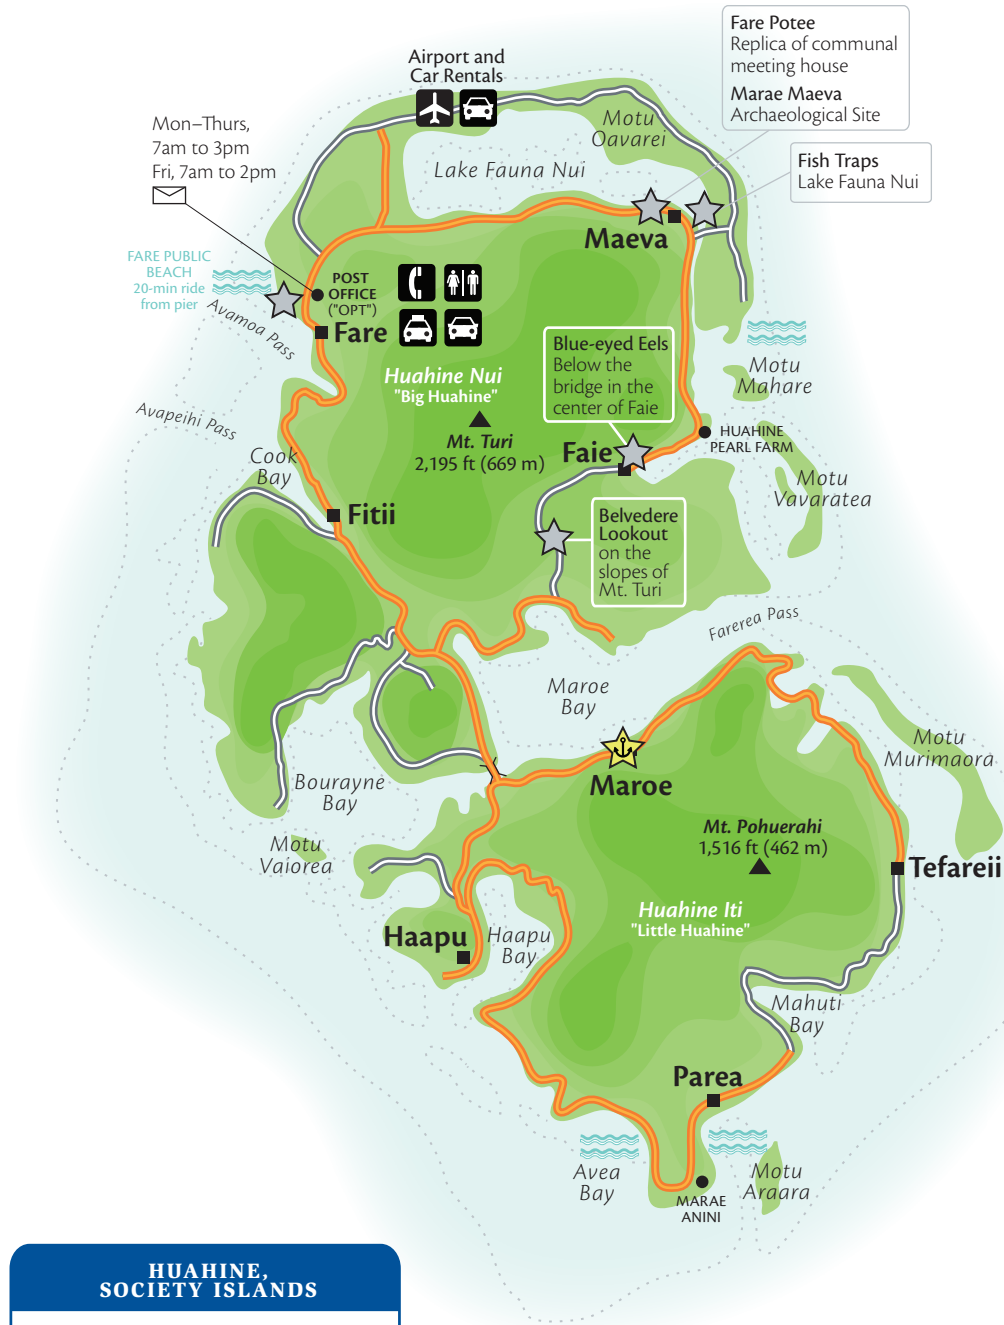 Fare Potee
Replica of communal
meeting house
Marae Maeva
Archaeological Site
Airport and
Car Rentals
Motu
Oavarei
Mon–Thurs,
7am to 3pm
Fri, 7am to 2pm
Lake Fauna Nui
Fish Traps
Lake Fauna Nui
Maeva
FARE PUBLIC
BEACH
20-min ride
from pier
POST
OFFICE
("OPT")
Avamoa Pass
Fare
Blue-eyed Eels
Below the
bridge in the
center of Faie
Motu
Mahare
Huahine Nui
"Big Huahine"
Avapeihi Pass
Mt. Turi
2,195 ft (669 m)
HUAHINE
PEARL FARM
Faie
Cook
Bay
Motu
Vavaratea
Fitii
Belvedere
Lookout
on the
slopes of
Mt. Turi
Farerea Pass
Maroe
Bay
Motu
Murimaora
Bourayne
Bay
Maroe
Motu
Vaiorea
Mt. Pohuerahi
1,516 ft (462 m)
Tefareii
Huahine Iti
"Little Huahine"
Haapu
Haapu
Bay
Mahuti
Bay
Parea
Avea
Bay
Motu
Araara
MARAE
ANINI
HUAHINE,
SOCIETY ISLANDS